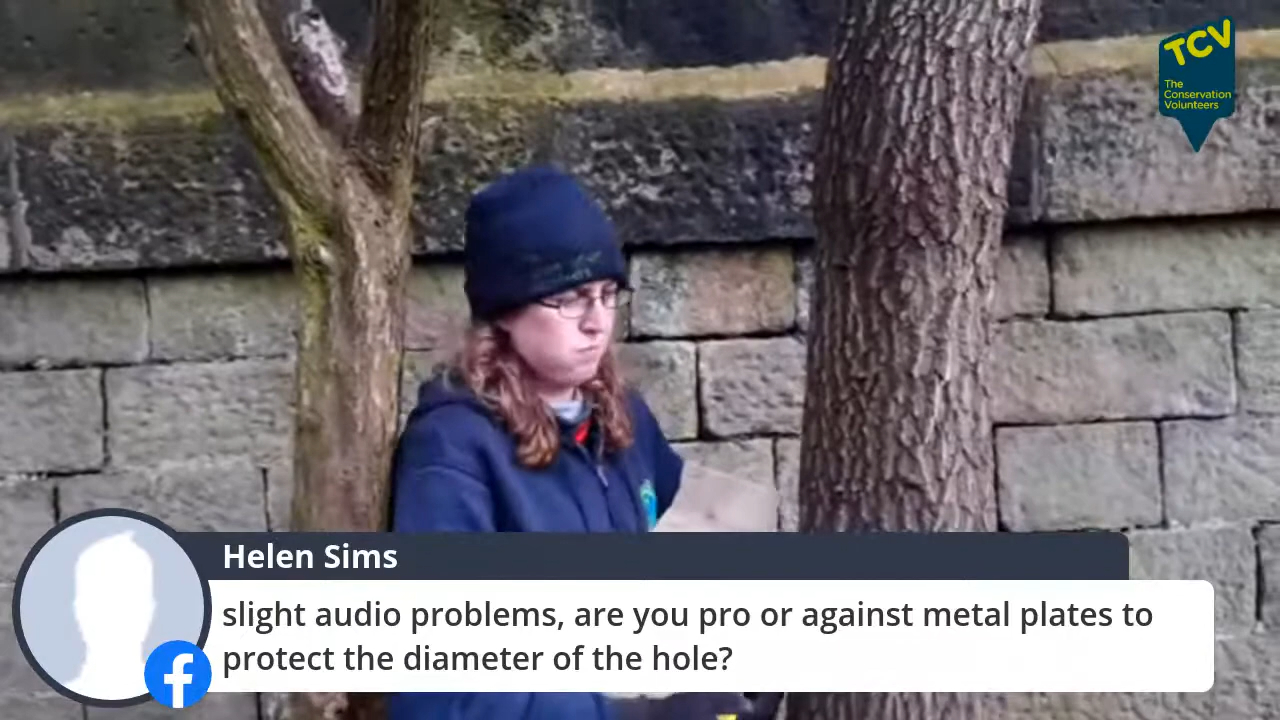 TCV
The
Conservation
Volunteers
Helen Sims
slight audio problems, are you pro or against metal plates to
protect the diameter of the hole?